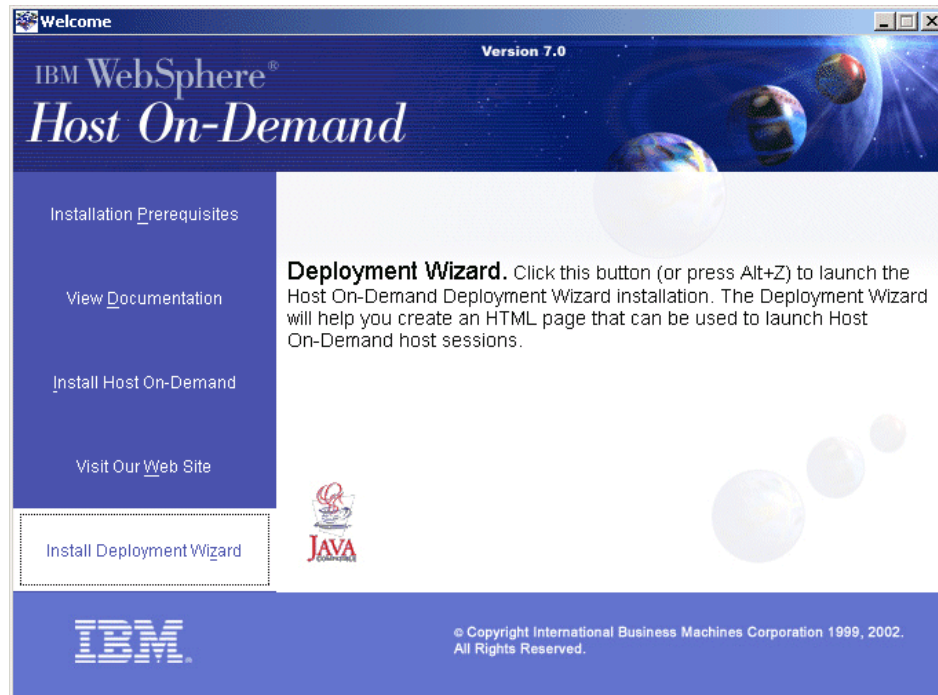 Welcome
Version 7.0
IBM WebSphere®
Host On-Demand
Installation Prerequisites
View Documentation
Install Host On-Demand
Visit Our Web Site
Install Deployment Wizard
Deployment Wizard. Click this button (or press Alt+Z) to launch the
Host On-Demand Deployment Wizard installation. The Deployment Wizard
will help you create an HTML page that can be used to launch Host
On-Demand host sessions.
JAVA
COMPATIBLE
IBM.
© Copyright International Business Machines Corporation 1999, 2002.
All Rights Reserved.